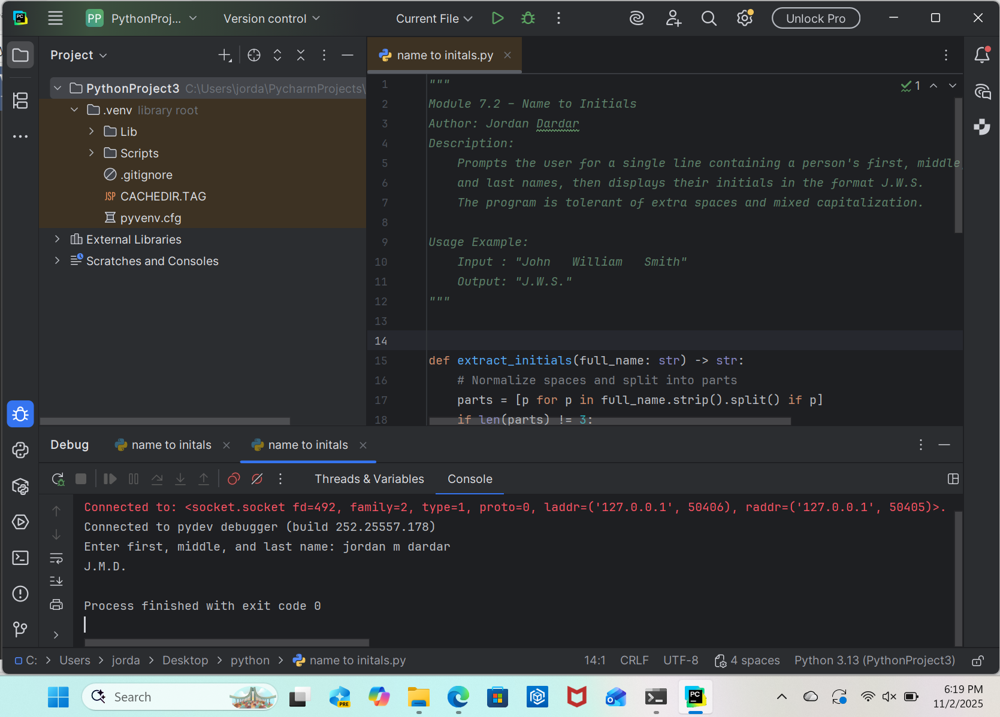 PC
PP PythonProj... Version control Current File Unlock Pro
Project
name to initals.py
PythonProject3 C:\Users\jorda\PycharmProjects\
.venv library root
Lib
Scripts
.gitignore
JSP CACHEDIR.TAG
pyvenv.cfg
External Libraries
Scratches and Consoles
1
1 """
2 Module 7.2 – Name to Initials
3 Author: Jordan Dardar
4 Description:
5 Prompts the user for a single line containing a person's first, middle
6 and last names, then displays their initials in the format J.W.S.
7 The program is tolerant of extra spaces and mixed capitalization.
8
9 Usage Example:
10 Input : "John   William   Smith"
11 Output: "J.W.S."
12 """
13
14
15 def extract_initials(full_name: str) -> str:
16 # Normalize spaces and split into parts
17 parts = [p for p in full_name.strip().split() if p]
18 if len(parts) != 3:
Debug name to initals name to initals
Threads & Variables Console
Connected to: <socket.socket fd=492, family=2, type=1, proto=0, laddr=('127.0.0.1', 50406), raddr=('127.0.0.1', 50405)>.
Connected to pydev debugger (build 252.25557.178)
Enter first, middle, and last name: jordan m dardar
J.M.D.
Process finished with exit code 0
C: > Users > jorda > Desktop > python > name to initals.py 14:1 CRLF UTF-8 4 spaces Python 3.13 (PythonProject3)
Search
PRE
PC
6:19 PM
11/2/2025